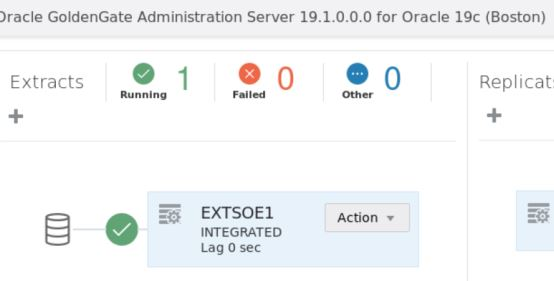 Oracle GoldenGate Administration Server 19.1.0.0.0 for Oracle 19c (Boston)
Extracts
1
Running
0
Failed
0
Other
Replicats
EXTSOE1
INTEGRATED
Lag 0 sec
Action